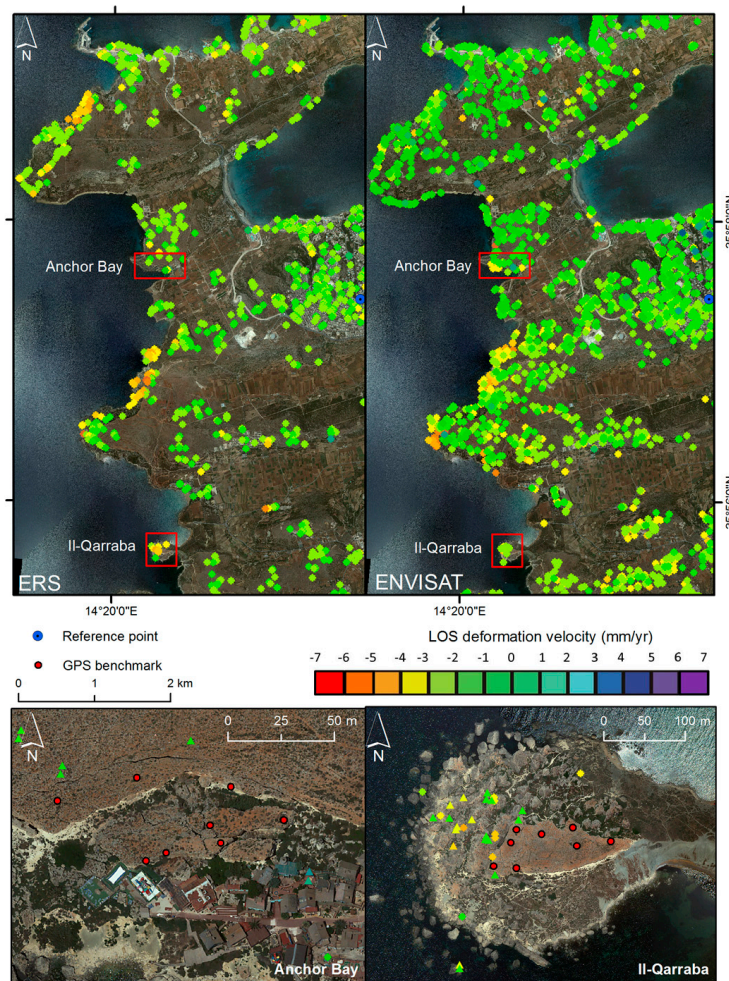 N
N
Anchor Bay
Anchor Bay
Il-Qarraba
Il-Qarraba
ERS
ENVISAT
14°20'0"E
14°20'0"E
Reference point
GPS benchmark
0 1 2 km
LOS deformation velocity (mm/yr)
-7 -6 -5 -4 -3 -2 -1 0 1 2 3 4 5 6 7
N
0 25 50 m
Anchor Bay
N
0 50 100 m
Il-Qarraba